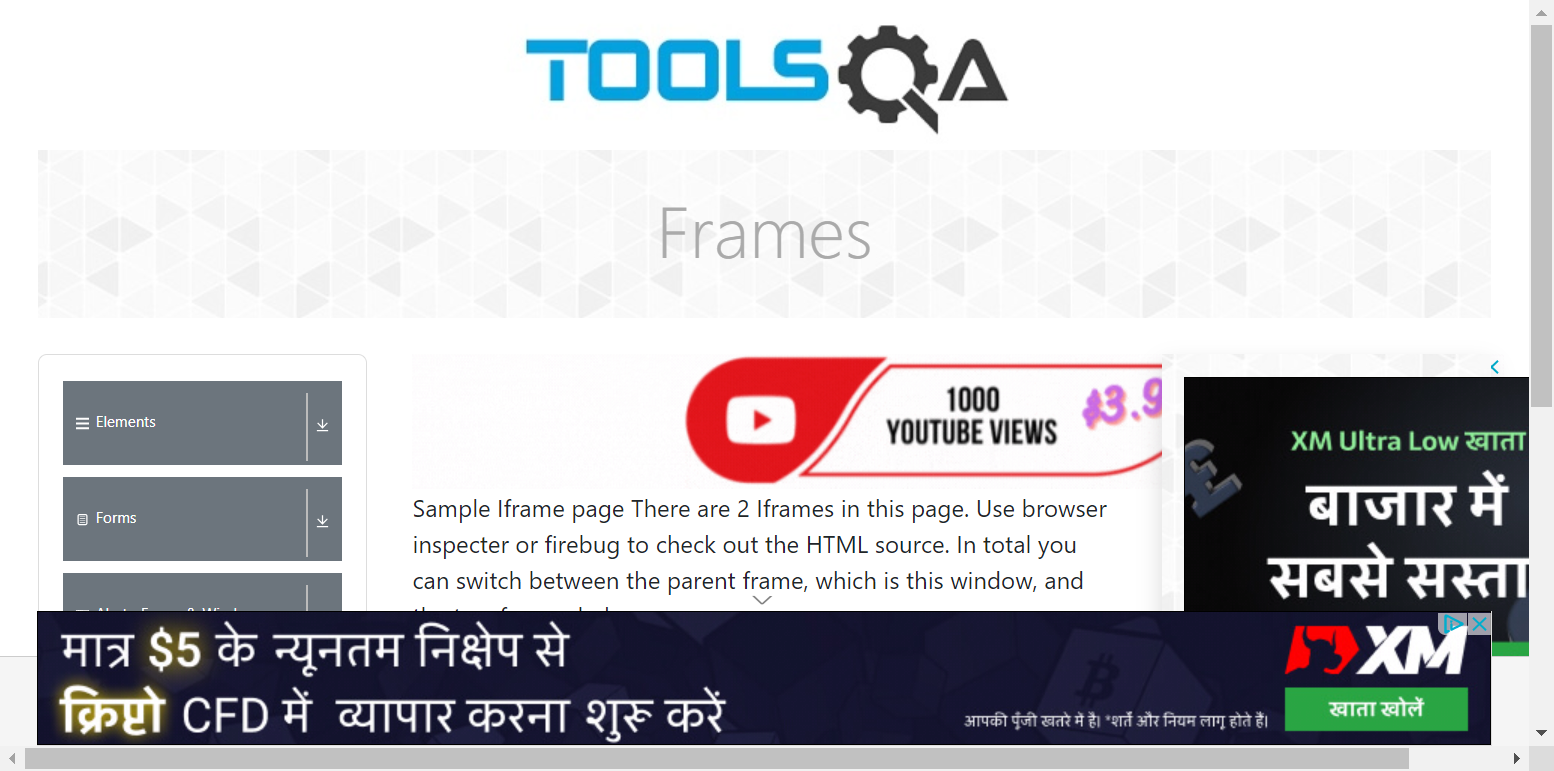 TOOLSQA
Frames
Elements
Forms
1000
YOUTUBE VIEWS
$3.9
Sample Iframe page There are 2 Iframes in this page. Use browser
inspecter or firebug to check out the HTML source. In total you
can switch between the parent frame, which is this window, and
XM Ultra Low खाता
बाजार में
सबसे सस्ता
मात्र $5 के न्यूनतम निक्षेप से
क्रिप्टो CFD में व्यापार करना शुरू करें
आपकी पूँजी खतरे में है। *शर्तें और नियम लागू होते हैं।
XM
खाता खोलें